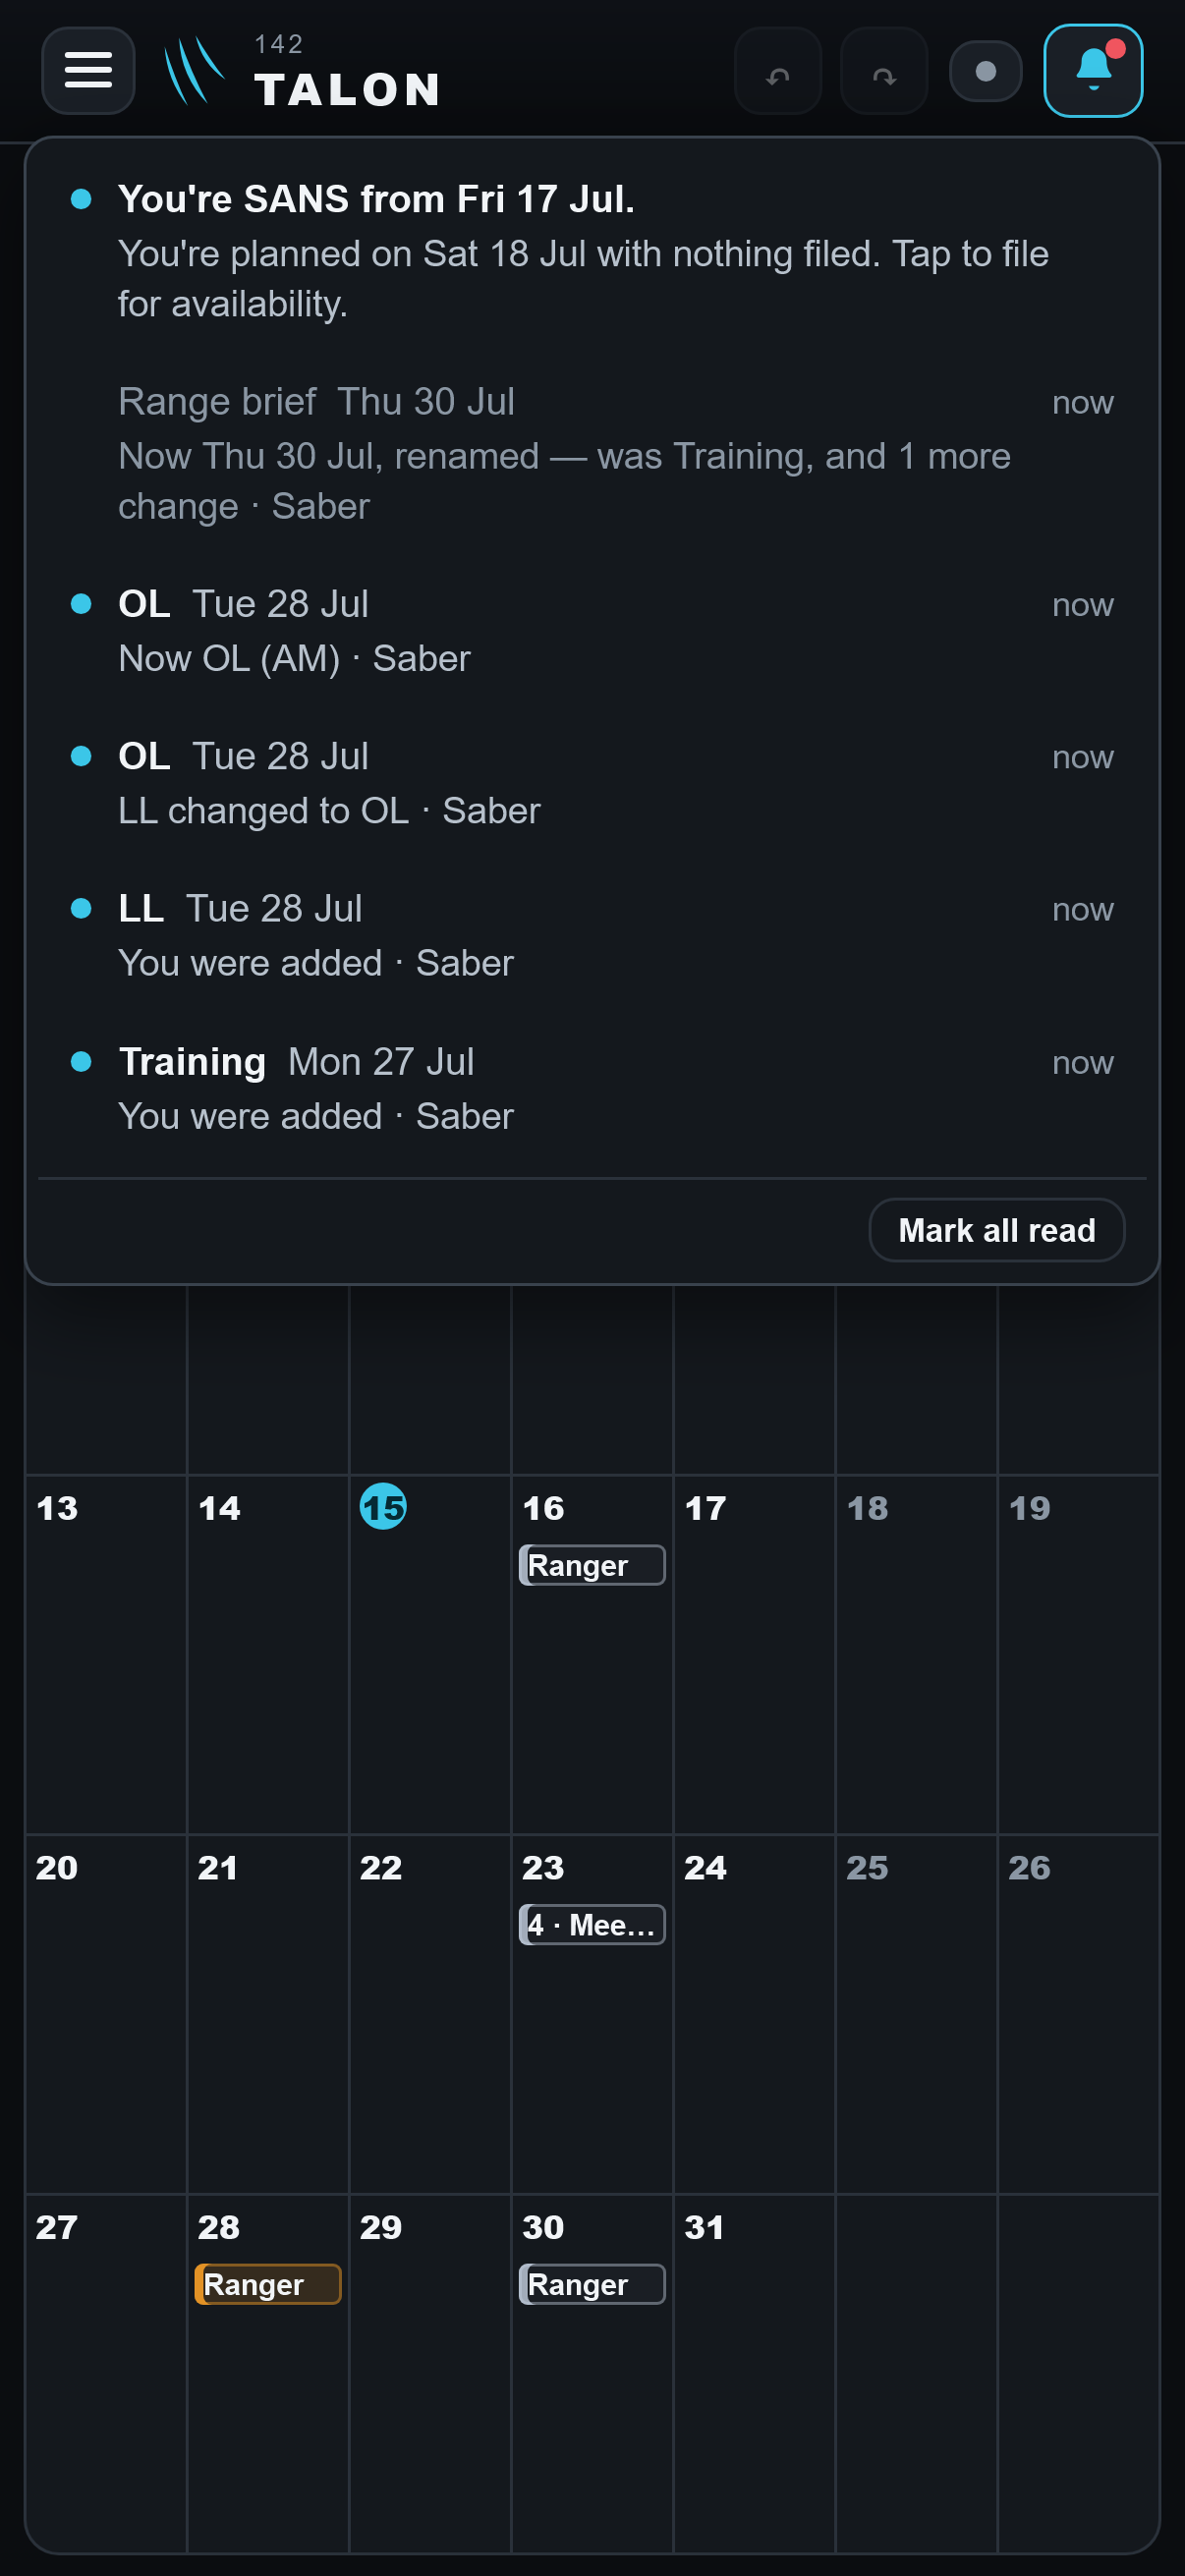 142
TALON
You're SANS from Fri 17 Jul.
You're planned on Sat 18 Jul with nothing filed. Tap to file
for availability.
Range brief Thu 30 Jul now
Now Thu 30 Jul, renamed — was Training, and 1 more
change · Saber
OL Tue 28 Jul now
Now OL (AM) · Saber
OL Tue 28 Jul now
LL changed to OL · Saber
LL Tue 28 Jul now
You were added · Saber
Training Mon 27 Jul now
You were added · Saber
Mark all read
13 14 15 16 17 18 19
Ranger
20 21 22 23 24 25 26
4 · Mee…
27 28 29 30 31
Ranger Ranger